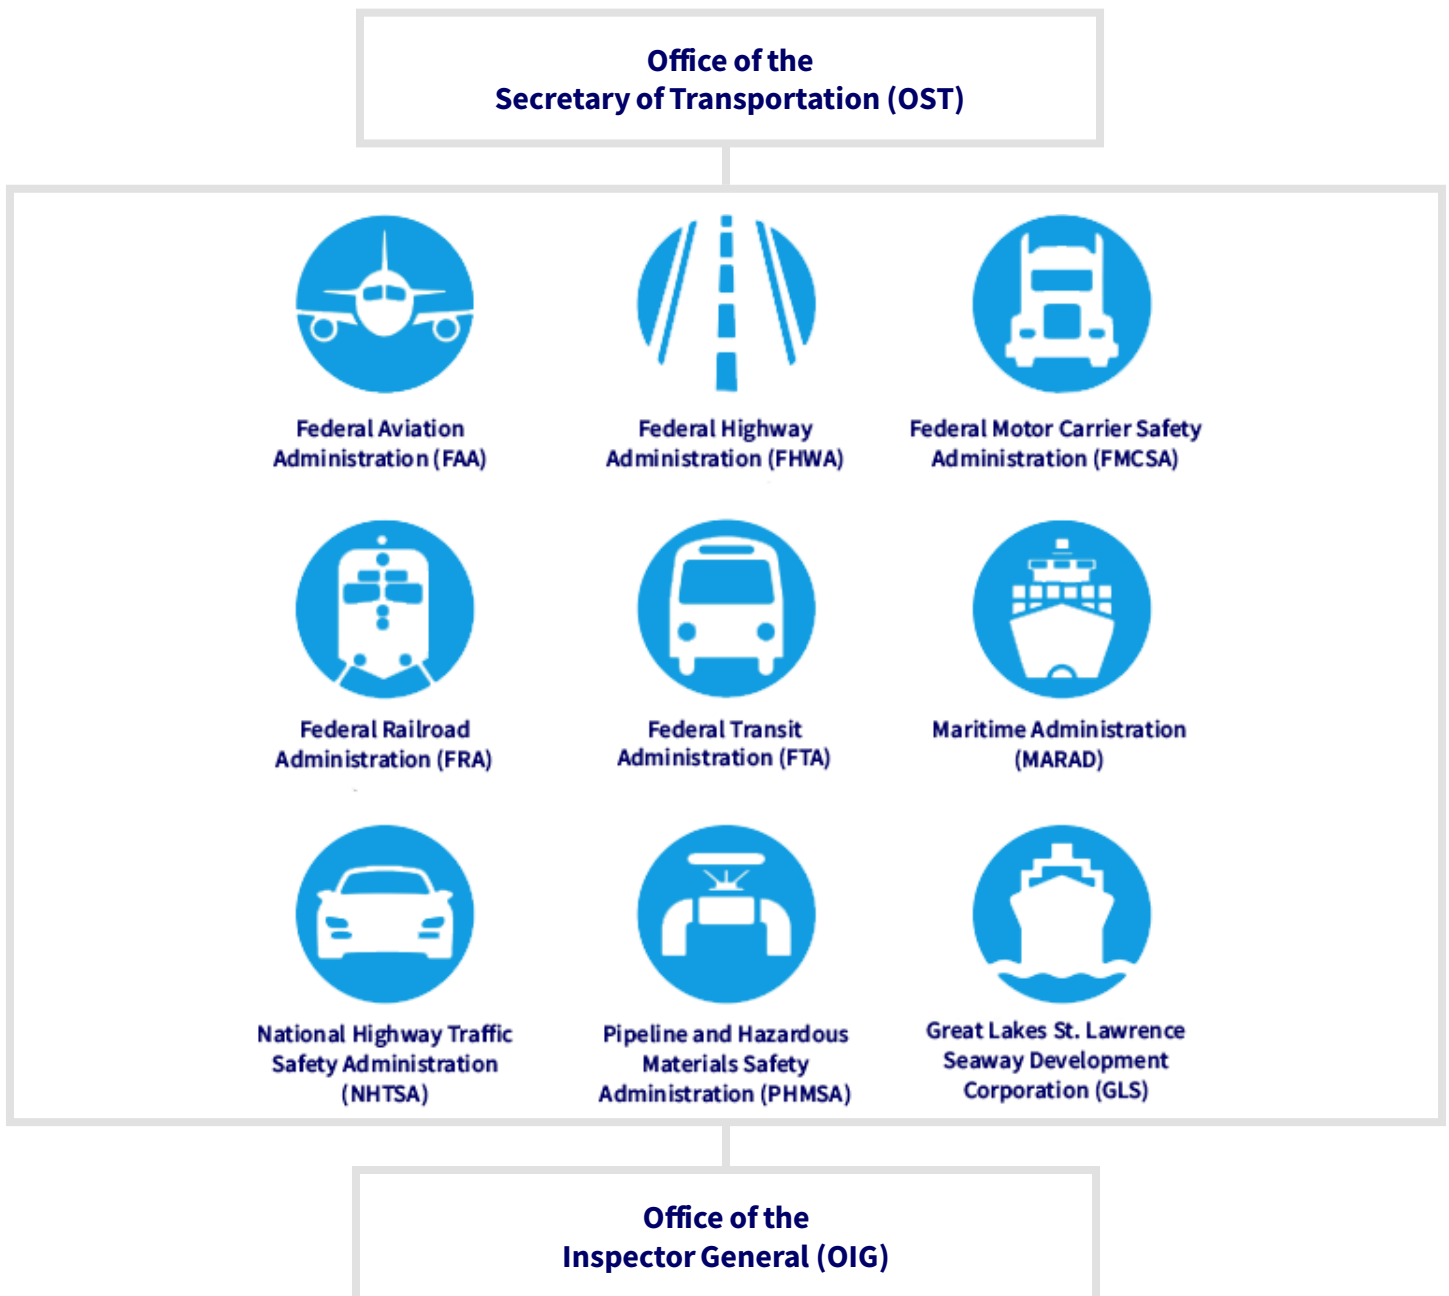 Office of the
Secretary of Transportation (OST)
Federal Aviation
Administration (FAA)
Federal Highway
Administration (FHWA)
Federal Motor Carrier Safety
Administration (FMCSA)
Federal Railroad
Administration (FRA)
Federal Transit
Administration (FTA)
Maritime Administration
(MARAD)
National Highway Traffic
Safety Administration
(NHTSA)
Pipeline and Hazardous
Materials Safety
Administration (PHMSA)
Great Lakes St. Lawrence
Seaway Development
Corporation (GLS)
Office of the
Inspector General (OIG)